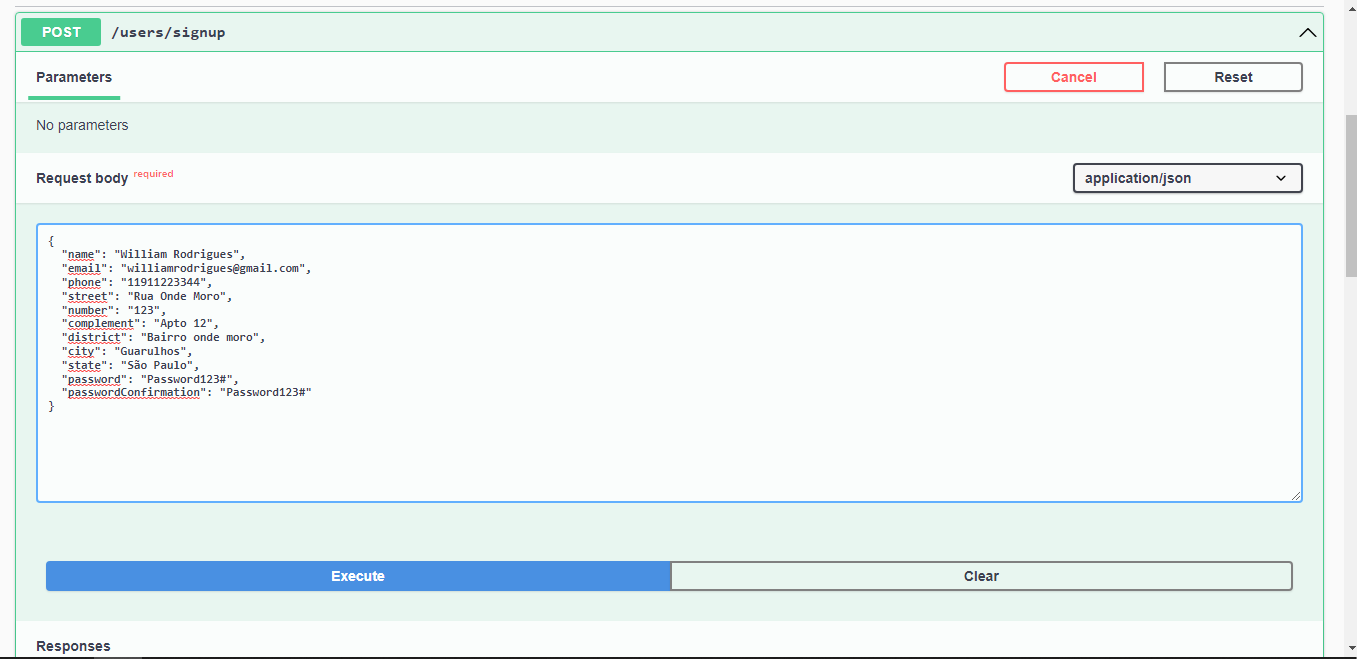 POST /users/signup
Parameters
Cancel
Reset
No parameters
Request body required
application/json
{
"name": "William Rodrigues",
"email": "williamrodrigues@gmail.com",
"phone": "11911223344",
"street": "Rua Onde Moro",
"number": "123",
"complement": "Apto 12",
"district": "Bairro onde moro",
"city": "Guarulhos",
"state": "São Paulo",
"password": "Password123#",
"passwordConfirmation": "Password123#"
}
Execute
Clear
Responses